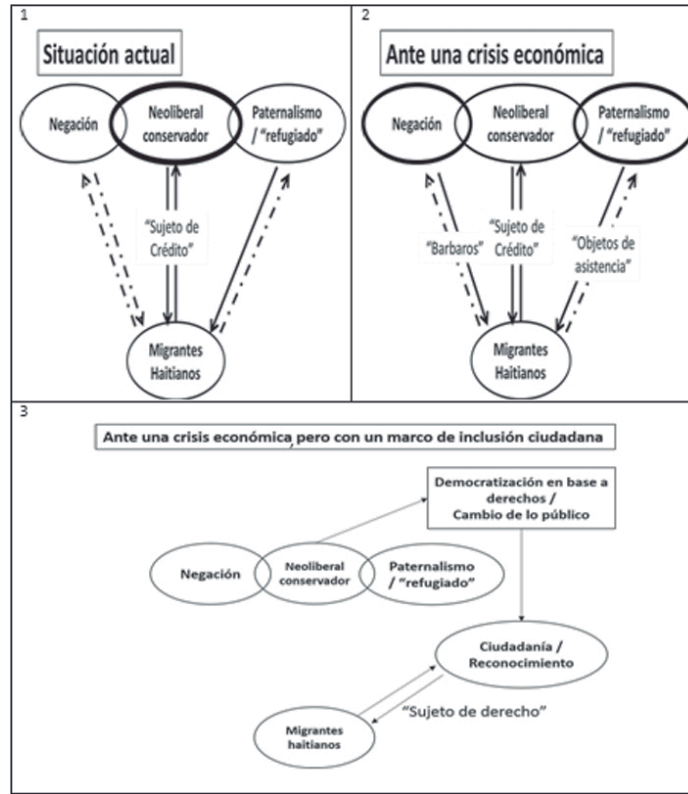 1
Situación actual
Negación
Neoliberal
conservador
Paternalismo
/ "refugiado"
"Sujeto de
Crédito"
Migrantes
Haitianos
2
Ante una crisis económica
Negación
Neoliberal
conservador
Paternalismo
/ "refugiado"
"Barbaros"
"Sujeto de
Crédito"
"Objetos de
asistencia"
Migrantes
Haitianos
3
Ante una crisis económica, pero con un marco de inclusión ciudadana
Democratización en base a
derechos /
Cambio de lo público
Negación
Neoliberal
conservador
Paternalismo
/ "refugiado"
Ciudadanía /
Reconocimiento
"Sujeto de derecho"
Migrantes
haitianos